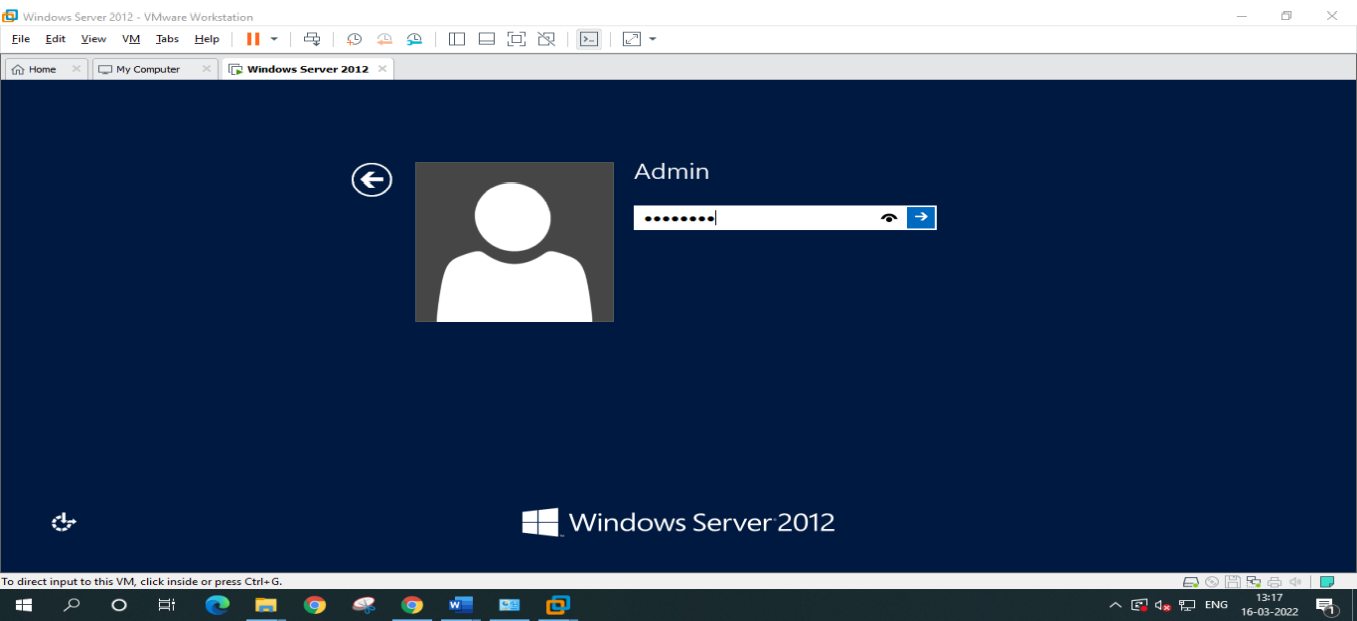 Windows Server 2012 - VMware Workstation
File Edit View VM Tabs Help
Home My Computer Windows Server 2012
Admin
Windows Server 2012
To direct input to this VM, click inside or press Ctrl+G.
ENG 13:17
16-03-2022